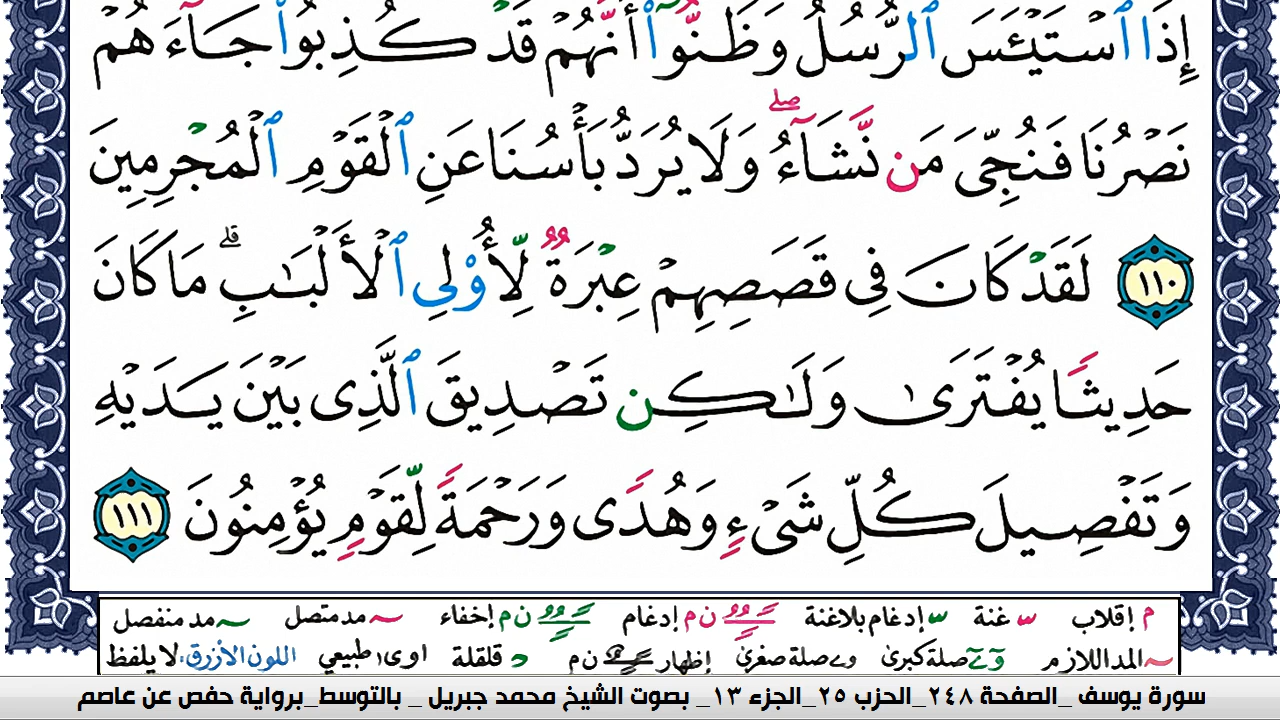 إِذَا ٱسْتَيْـَٔسَ ٱلرُّسُلُ وَظَنُّوٓا۟ أَنَّهُمْ قَدْ كُذِبُوا۟ جَآءَهُمْ
نَصْرُنَا فَنُجِّىَ مَن نَّشَآءُ ۖ وَلَا يُرَدُّ بَأْسُنَا عَنِ ٱلْقَوْمِ ٱلْمُجْرِمِينَ
١١٠ لَقَدْ كَانَ فِى قَصَصِهِمْ عِبْرَةٌ لِّأُو۟لِى ٱلْأَلْبَـٰبِ ۗ مَا كَانَ
حَدِيثًا يُفْتَرَىٰ وَلَـٰكِن تَصْدِيقَ ٱلَّذِى بَيْنَ يَدَيْهِ
وَتَفْصِيلَ كُلِّ شَىْءٍ وَهُدًى وَرَحْمَةً لِّقَوْمٍ يُؤْمِنُونَ ١١١
م إقلاب غنة إدغام بلاغنة ن م إدغام ن م إخفاء مد متصل مد منفصل
المد اللازم صلة كبرى صلة صغرى إظهار ن م قلقلة اوى طبيعي اللون الأزرق: لا يلفظ
سورة يوسف _الصفحة ٢٤٨_الحزب ٢٥_الجزء ١٣_ بصوت الشيخ محمد جبريل _ بالتوسط_برواية حفص عن عاصم